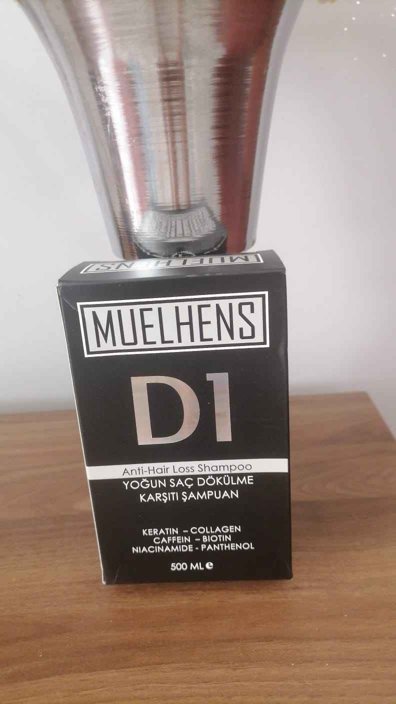 MUELHENS
MUELHENS
D1
Anti-Hair Loss Shampoo
YOĞUN SAÇ DÖKÜLME
KARŞITI ŞAMPUAN
KERATIN – COLLAGEN
CAFFEIN – BIOTIN
NIACINAMIDE - PANTHENOL
500 ML e